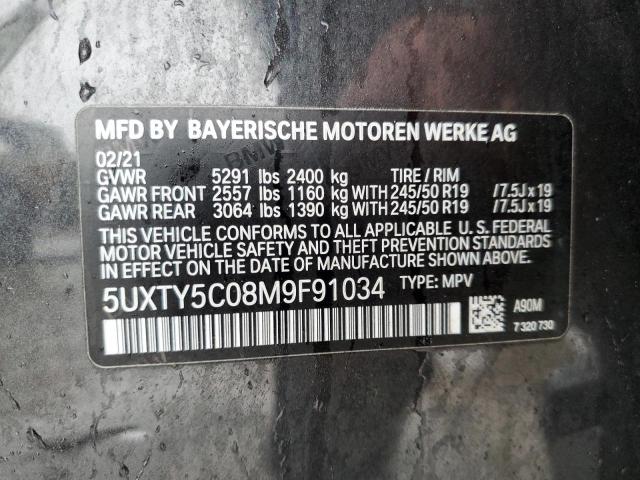 MFD BY BAYERISCHE MOTOREN WERKE AG
02/21
GVWR 5291 lbs 2400 kg TIRE / RIM
GAWR FRONT 2557 lbs 1160 kg WITH 245/50 R19 /7.5J x 19
GAWR REAR 3064 lbs 1390 kg WITH 245/50 R19 /7.5J x 19
THIS VEHICLE CONFORMS TO ALL APPLICABLE U. S. FEDERAL
MOTOR VEHICLE SAFETY AND THEFT PREVENTION STANDARDS
IN EFFECT ON THE DATE OF MANUFACTURE SHOWN ABOVE.
5UXTY5C08M9F91034 TYPE: MPV
A90M
7 320 730